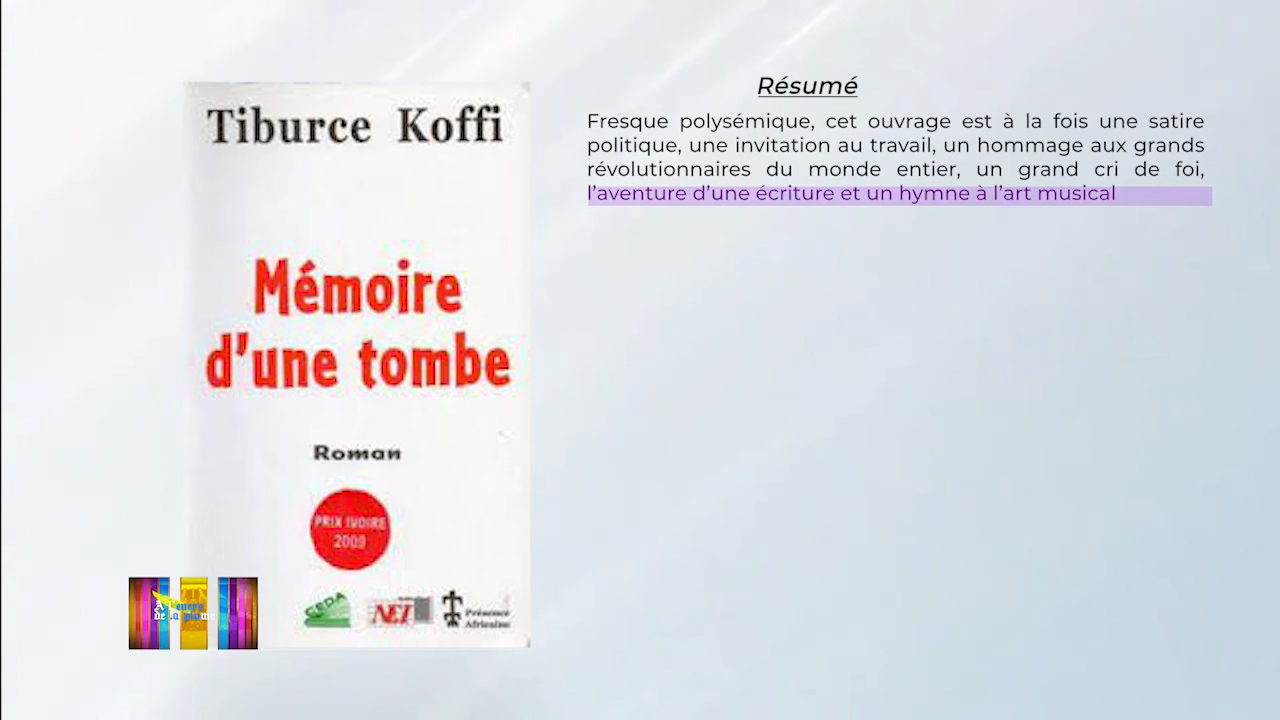 Tiburce Koffi
Mémoire
d'une tombe
Roman
PRIX IVOIRE
2009
CEDA
NEI
Présence
Africaine
Résumé
Fresque polysémique, cet ouvrage est à la fois une satire
politique, une invitation au travail, un hommage aux grands
révolutionnaires du monde entier, un grand cri de foi,
l’aventure d’une écriture et un hymne à l’art musical